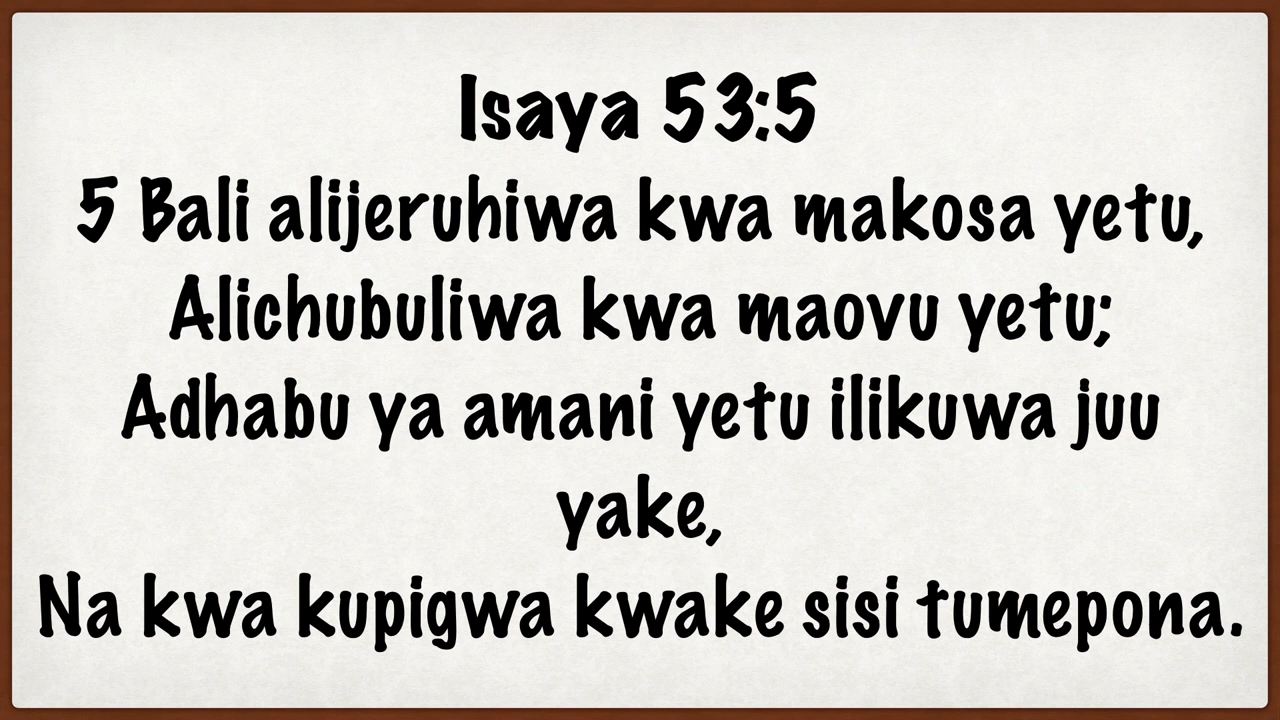 Isaya 53:5
5 Bali alijeruhiwa kwa makosa yetu,
Alichubuliwa kwa maovu yetu;
Adhabu ya amani yetu ilikuwa juu
yake,
Na kwa kupigwa kwake sisi tumepona.